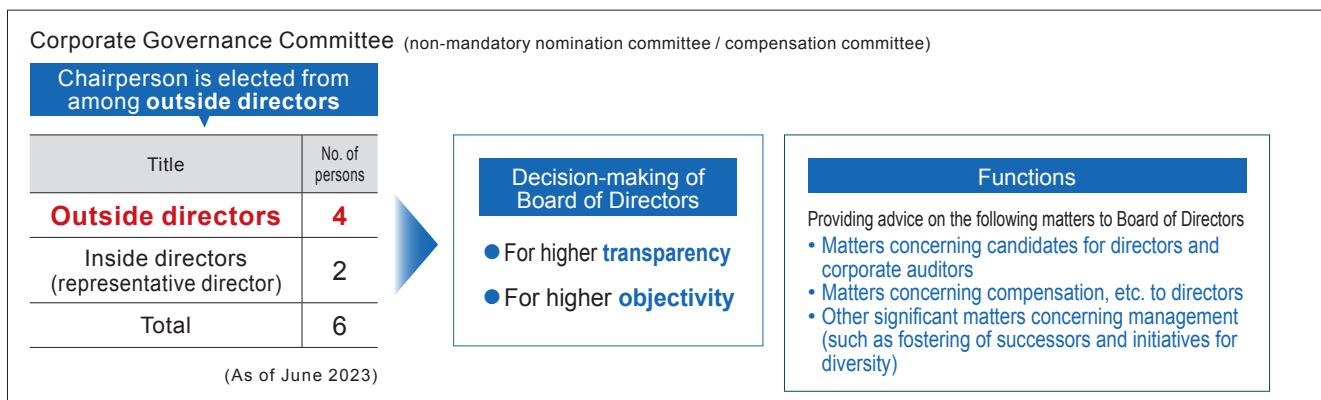 Corporate Governance Committee (non-mandatory nomination committee / compensation committee)
Chairperson is elected from
among outside directors
Title No. of
persons
Outside directors 4
Inside directors
(representative director) 2
Total 6
(As of June 2023)
Decision-making of
Board of Directors
● For higher transparency
● For higher objectivity
Functions
Providing advice on the following matters to Board of Directors
• Matters concerning candidates for directors and
corporate auditors
• Matters concerning compensation, etc. to directors
• Other significant matters concerning management
(such as fostering of successors and initiatives for
diversity)